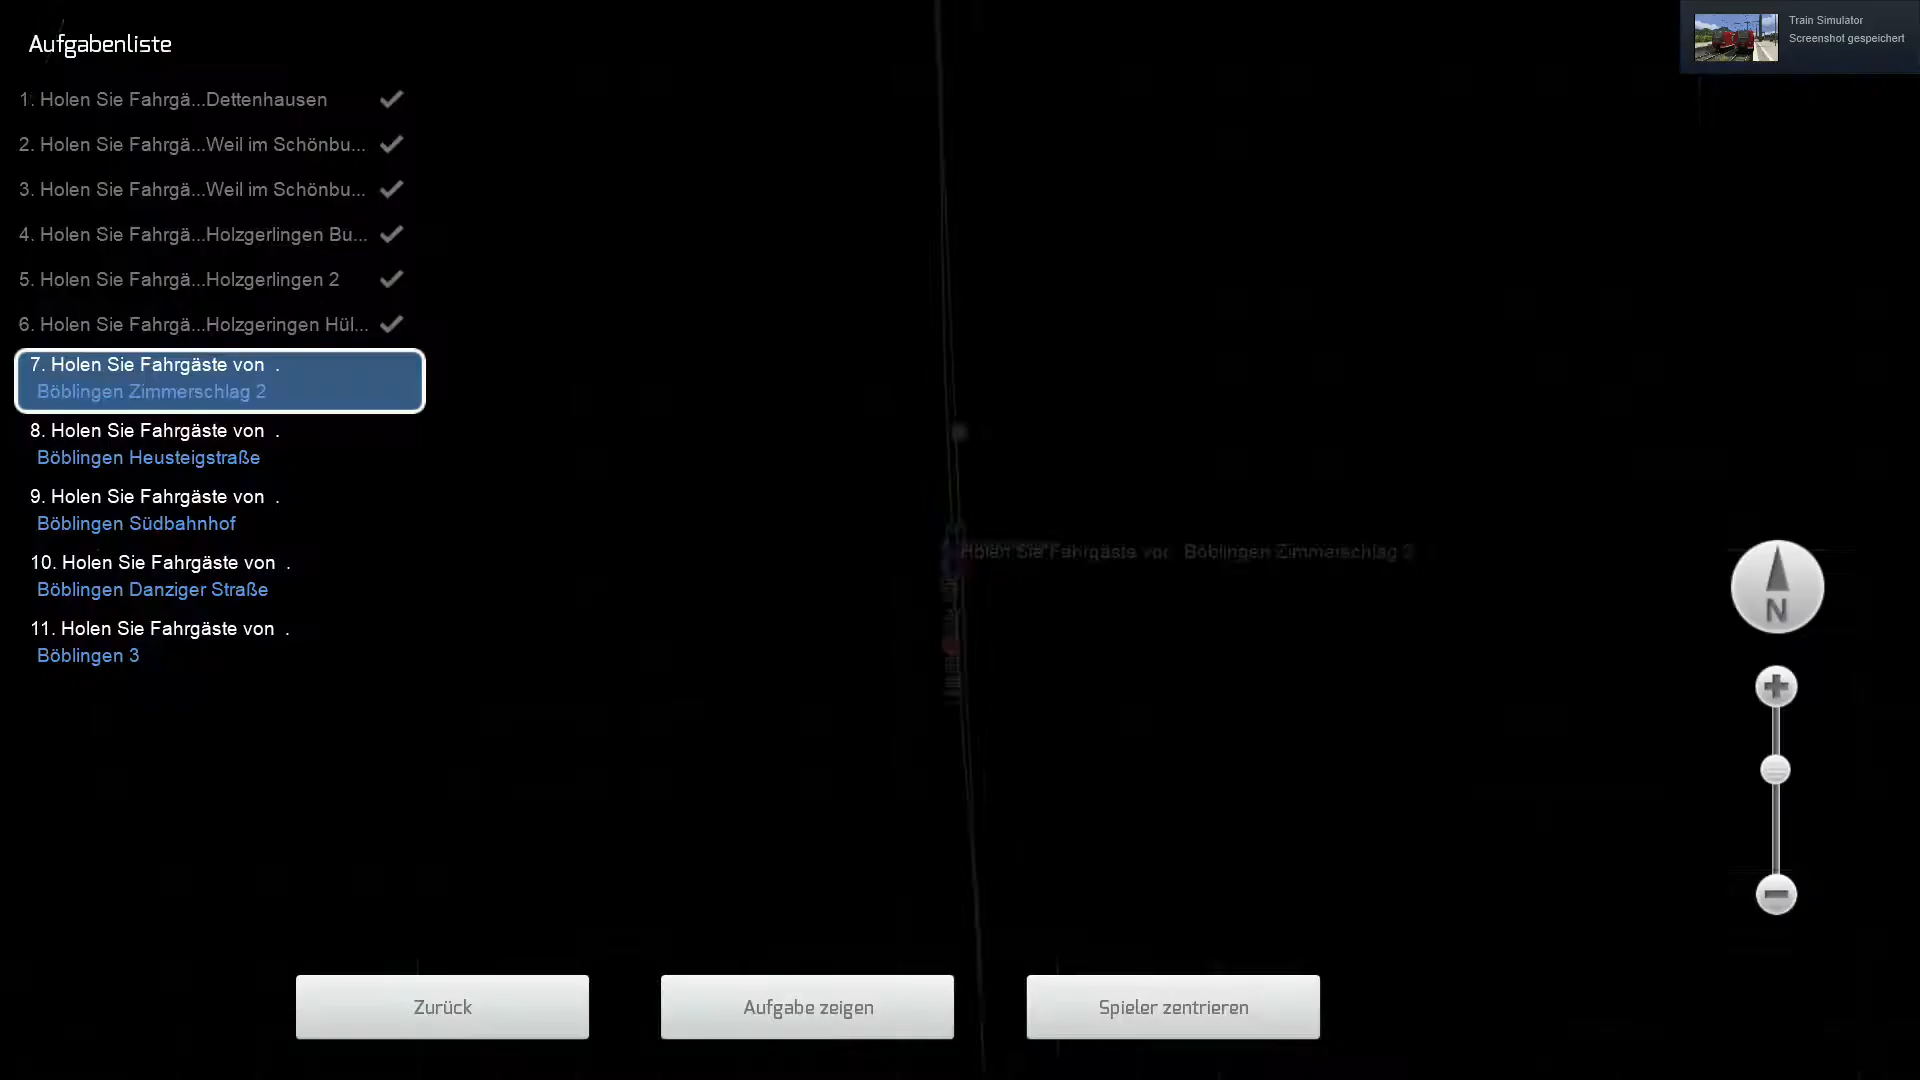 Aufgabenliste
Train Simulator
Screenshot gespeichert
1. Holen Sie Fahrgä...Dettenhausen
2. Holen Sie Fahrgä...Weil im Schönbu...
3. Holen Sie Fahrgä...Weil im Schönbu...
4. Holen Sie Fahrgä...Holzgerlingen Bu...
5. Holen Sie Fahrgä...Holzgerlingen 2
6. Holen Sie Fahrgä...Holzgeringen Hül...
7. Holen Sie Fahrgäste von .
Böblingen Zimmerschlag 2
8. Holen Sie Fahrgäste von .
Böblingen Heusteigstraße
9. Holen Sie Fahrgäste von .
Böblingen Südbahnhof
10. Holen Sie Fahrgäste von .
Böblingen Danziger Straße
11. Holen Sie Fahrgäste von .
Böblingen 3
Holen Sie Fahrgäste von Böblingen Zimmerschlag 2
N
Zurück
Aufgabe zeigen
Spieler zentrieren